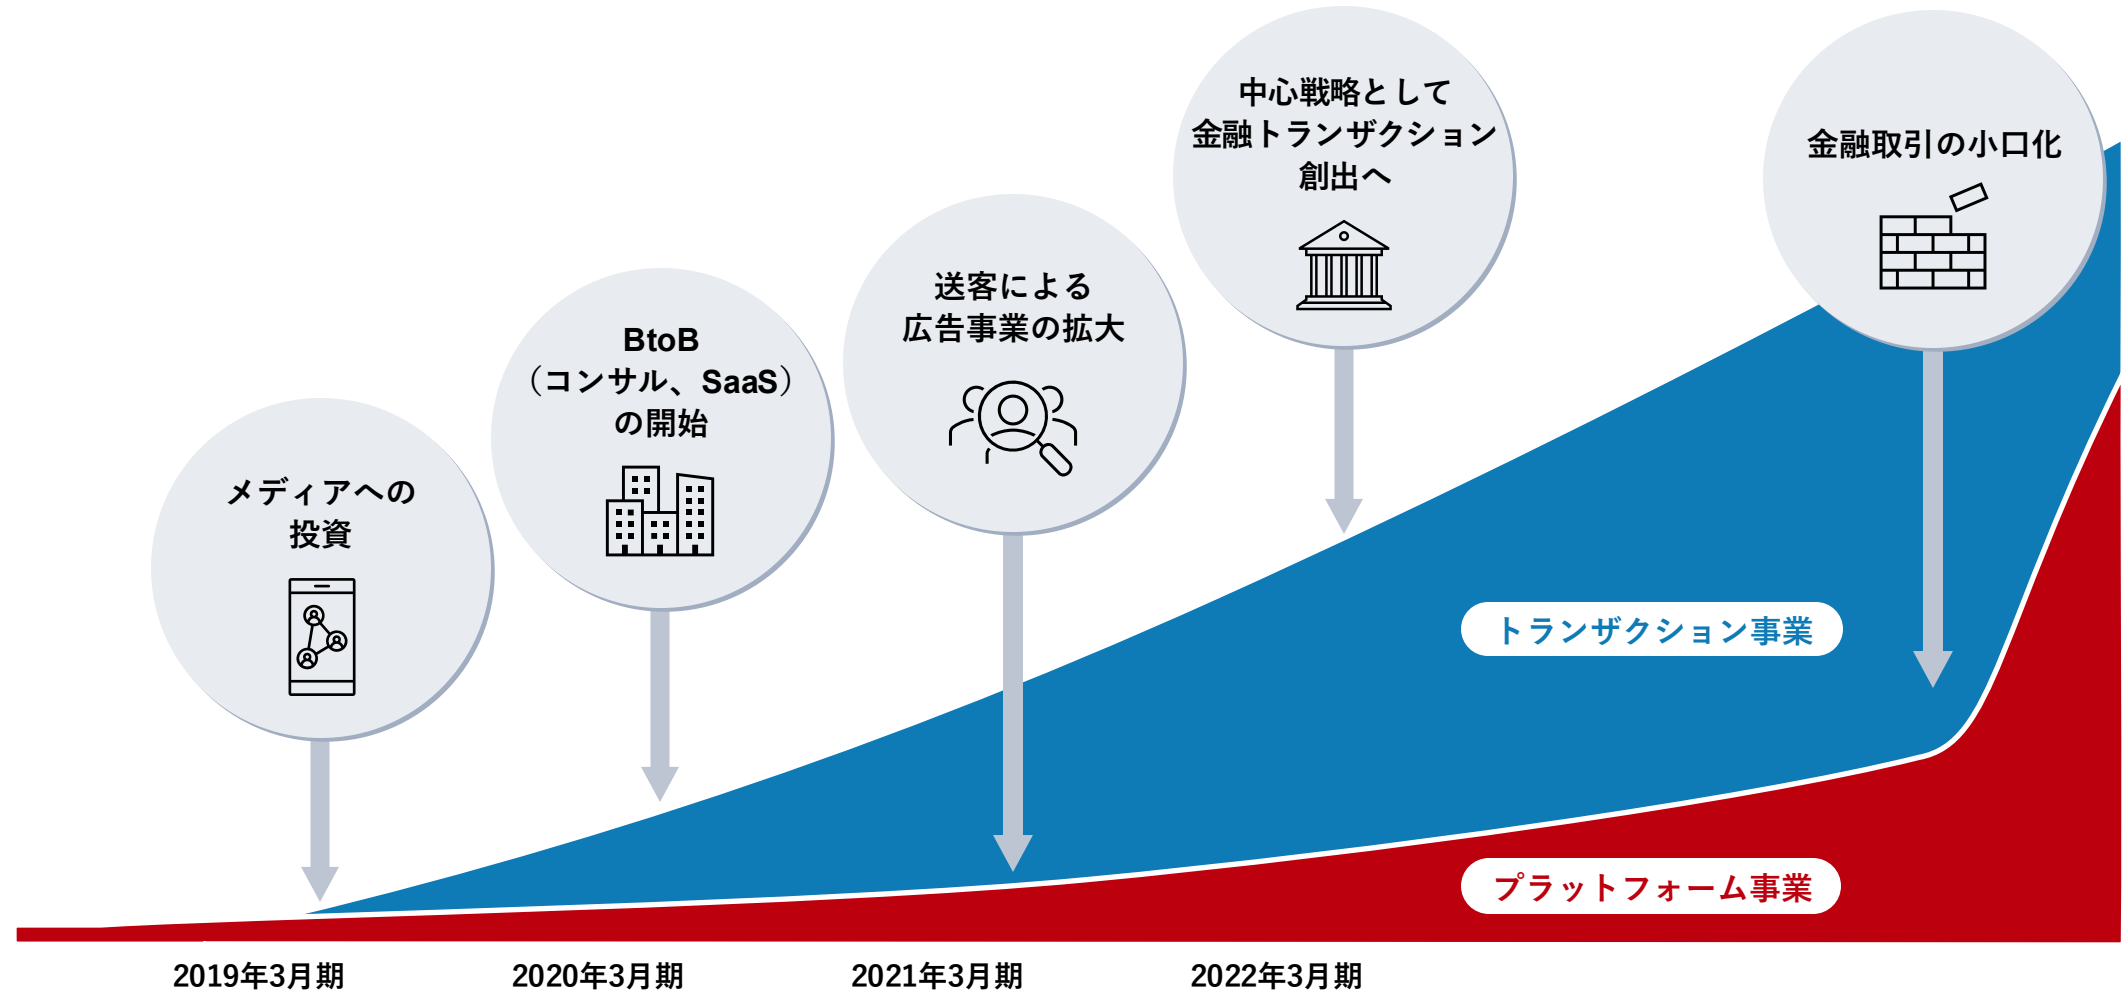 メディアへの
投資
BtoB
（コンサル、SaaS）
の開始
送客による
広告事業の拡大
中心戦略として
金融トランザクション
創出へ
金融取引の小口化
トランザクション事業
プラットフォーム事業
2019年3月期
2020年3月期
2021年3月期
2022年3月期